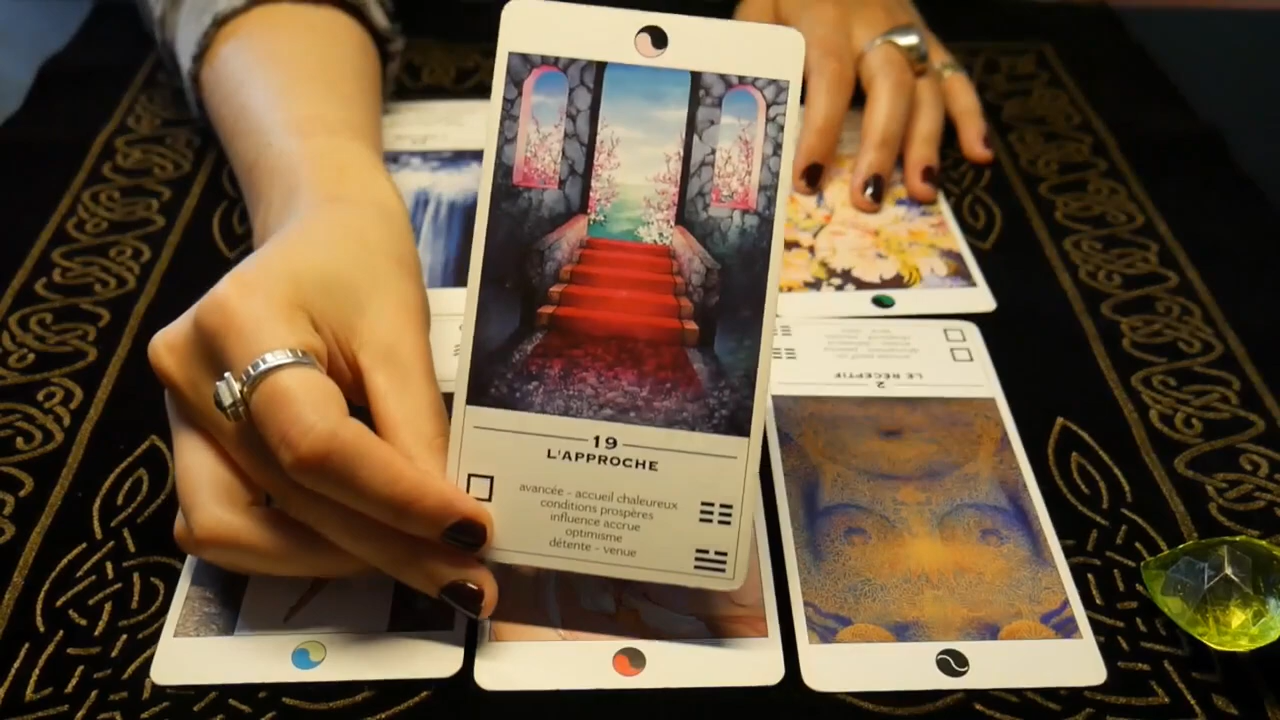 19
L'APPROCHE
avancée - accueil chaleureux
conditions prospères
influence accrue
optimisme
détente - venue
2
LE RÉCEPTIF